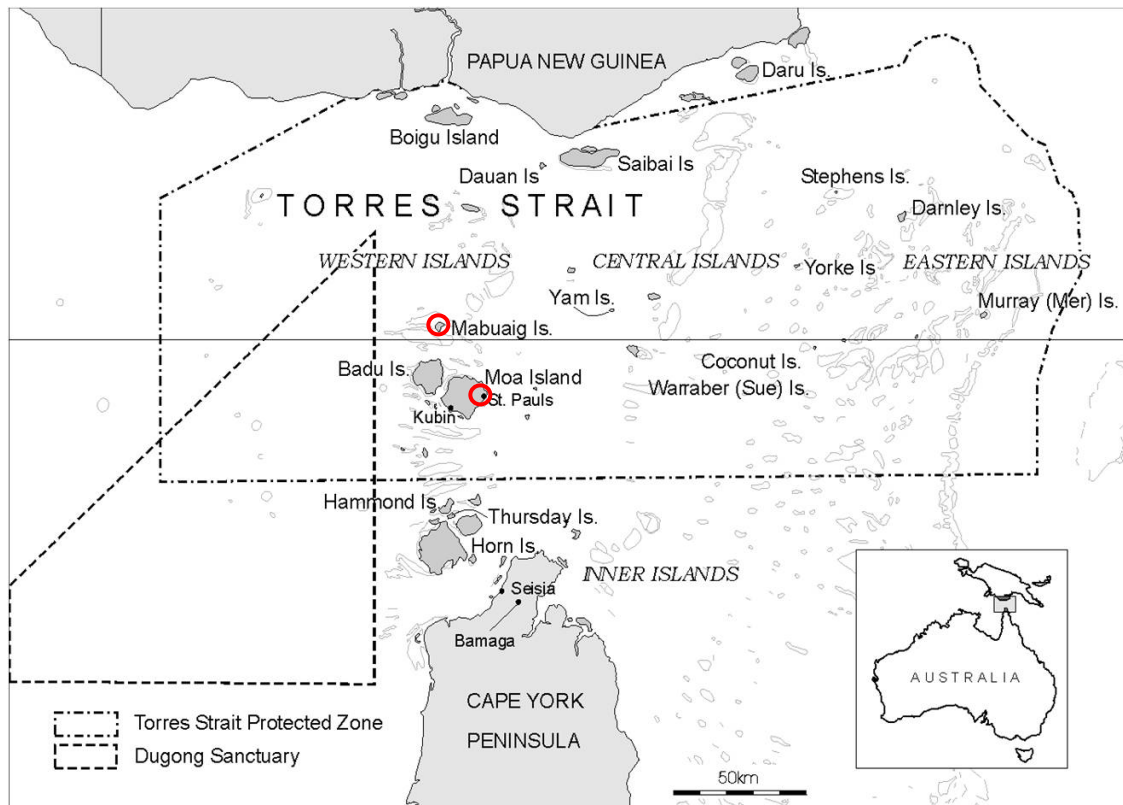 PAPUA NEW GUINEA
Daru Is.
Boigu Island
Saibai Is
Dauan Is
Stephens Is.
TORRES STRAIT
Darnley Is.
WESTERN ISLANDS
CENTRAL ISLANDS
Yorke Is
EASTERN ISLANDS
Yam Is.
Murray (Mer) Is.
Mabuaig Is.
Badu Is.
Moa Island
Coconut Is.
Warraber (Sue) Is.
St. Pauls
Kubin
Hammond Is.
Thursday Is.
Horn Is.
INNER ISLANDS
Seisia
Bamaga
AUSTRALIA
CAPE YORK
PENINSULA
Torres Strait Protected Zone
Dugong Sanctuary
50km